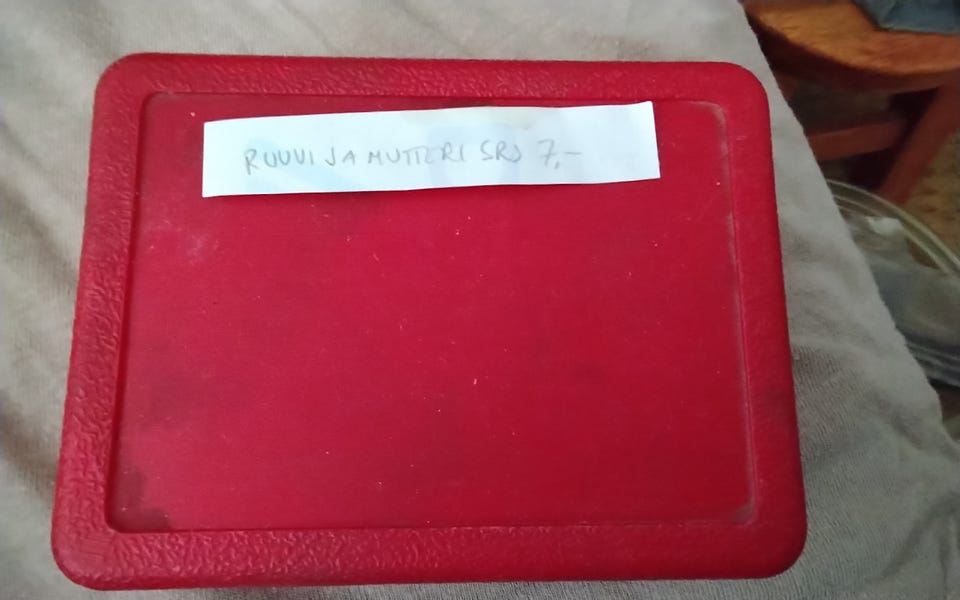 RUUVI JA MUTTERI SRJ 7,-